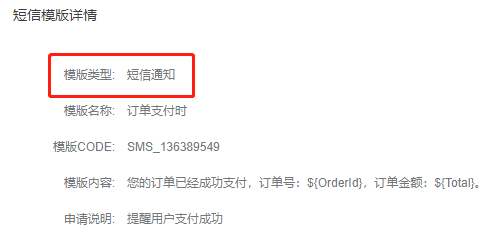 短信模版详情
模版类型: 短信通知
模版名称: 订单支付时
模版CODE: SMS_136389549
模版内容: 您的订单已经成功支付，订单号：${OrderId}，订单金额：${Total}。
申请说明: 提醒用户支付成功